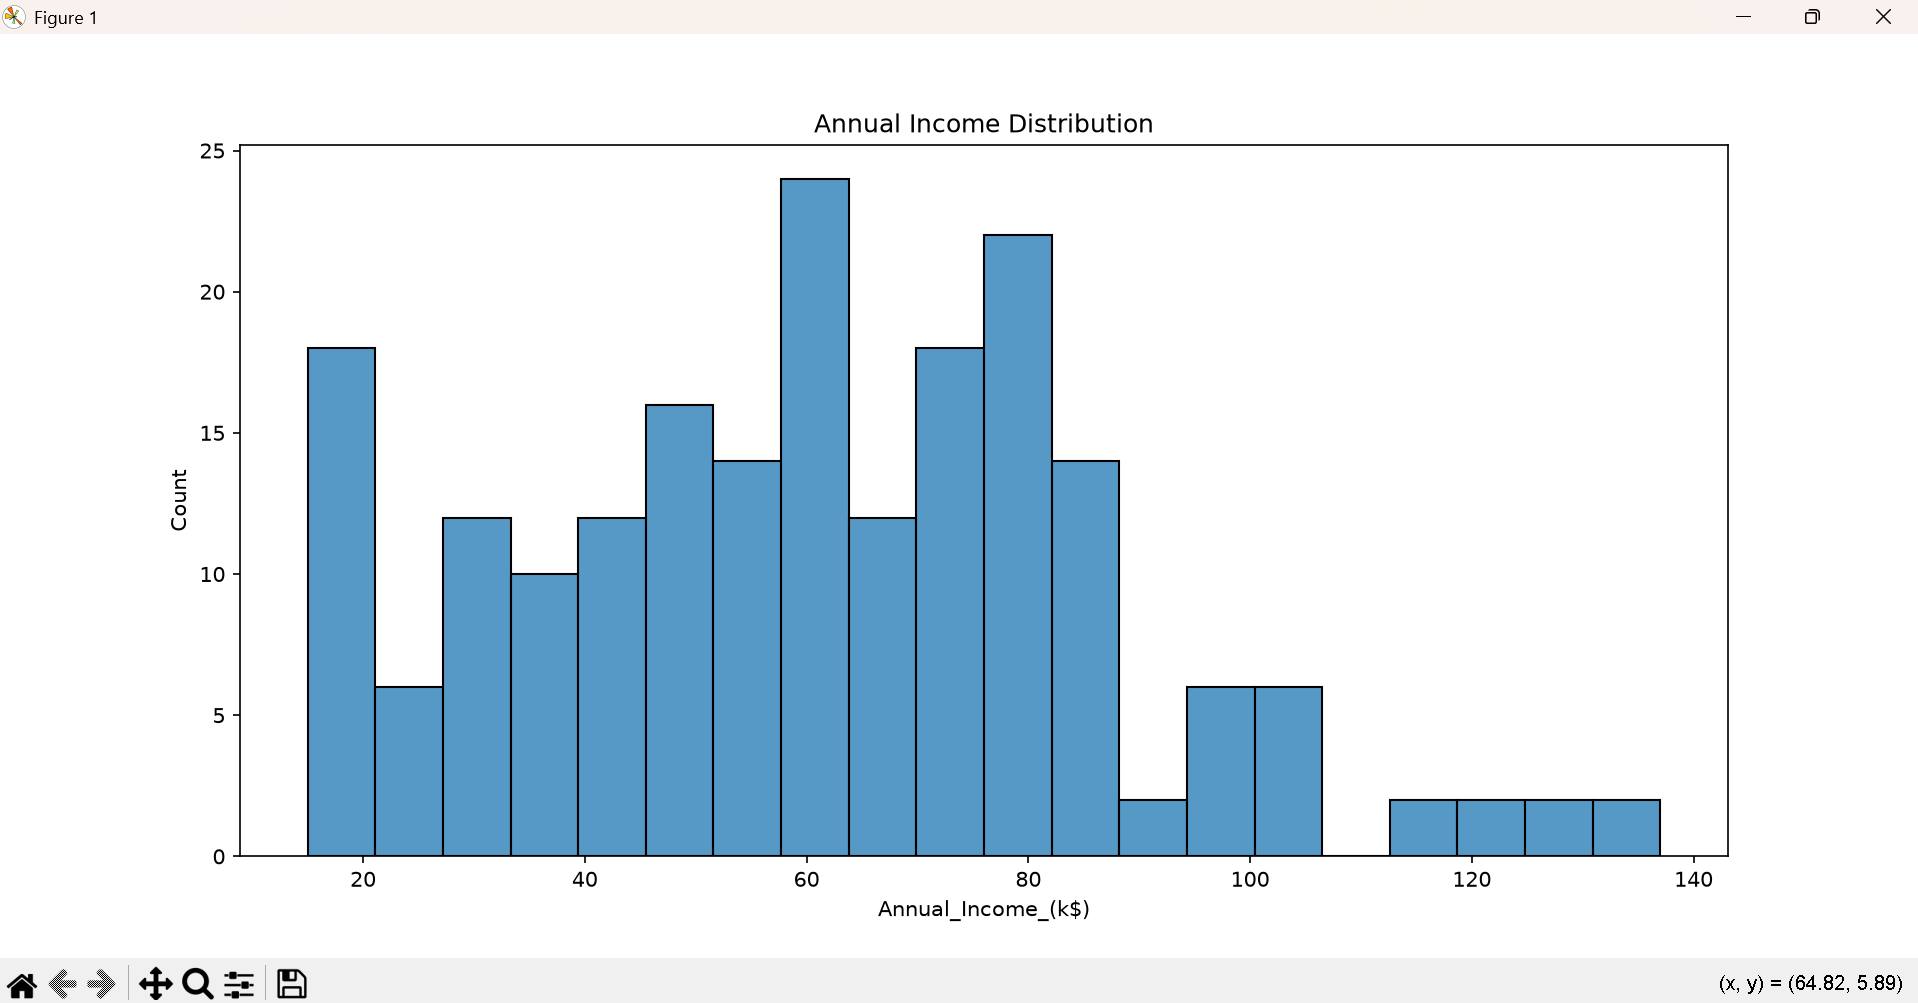 Figure 1
Annual Income Distribution
25
20
15
10
5
0
Count
20 40 60 80 100 120 140
Annual_Income_(k$)
(x, y) = (64.82, 5.89)